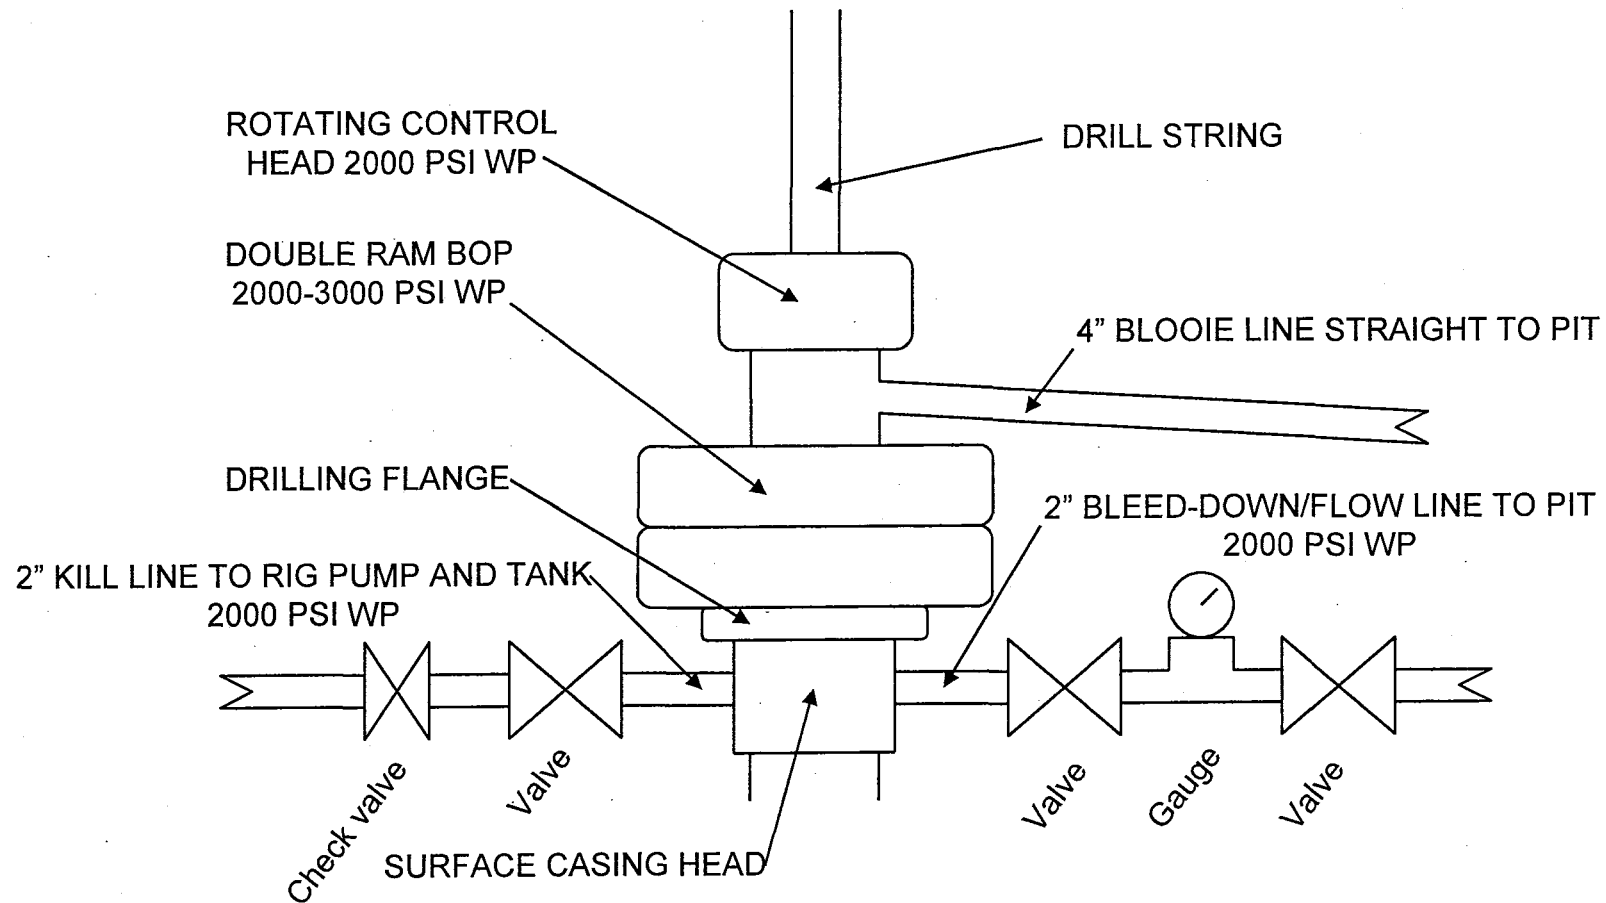 ROTATING CONTROL
HEAD 2000 PSI WP
DRILL STRING
DOUBLE RAM BOP
2000-3000 PSI WP
4” BLOOIE LINE STRAIGHT TO PIT
DRILLING FLANGE
2” BLEED-DOWN/FLOW LINE TO PIT
2000 PSI WP
2” KILL LINE TO RIG PUMP AND TANK
2000 PSI WP
Check valve
Valve
Valve
Gauge
Valve
SURFACE CASING HEAD